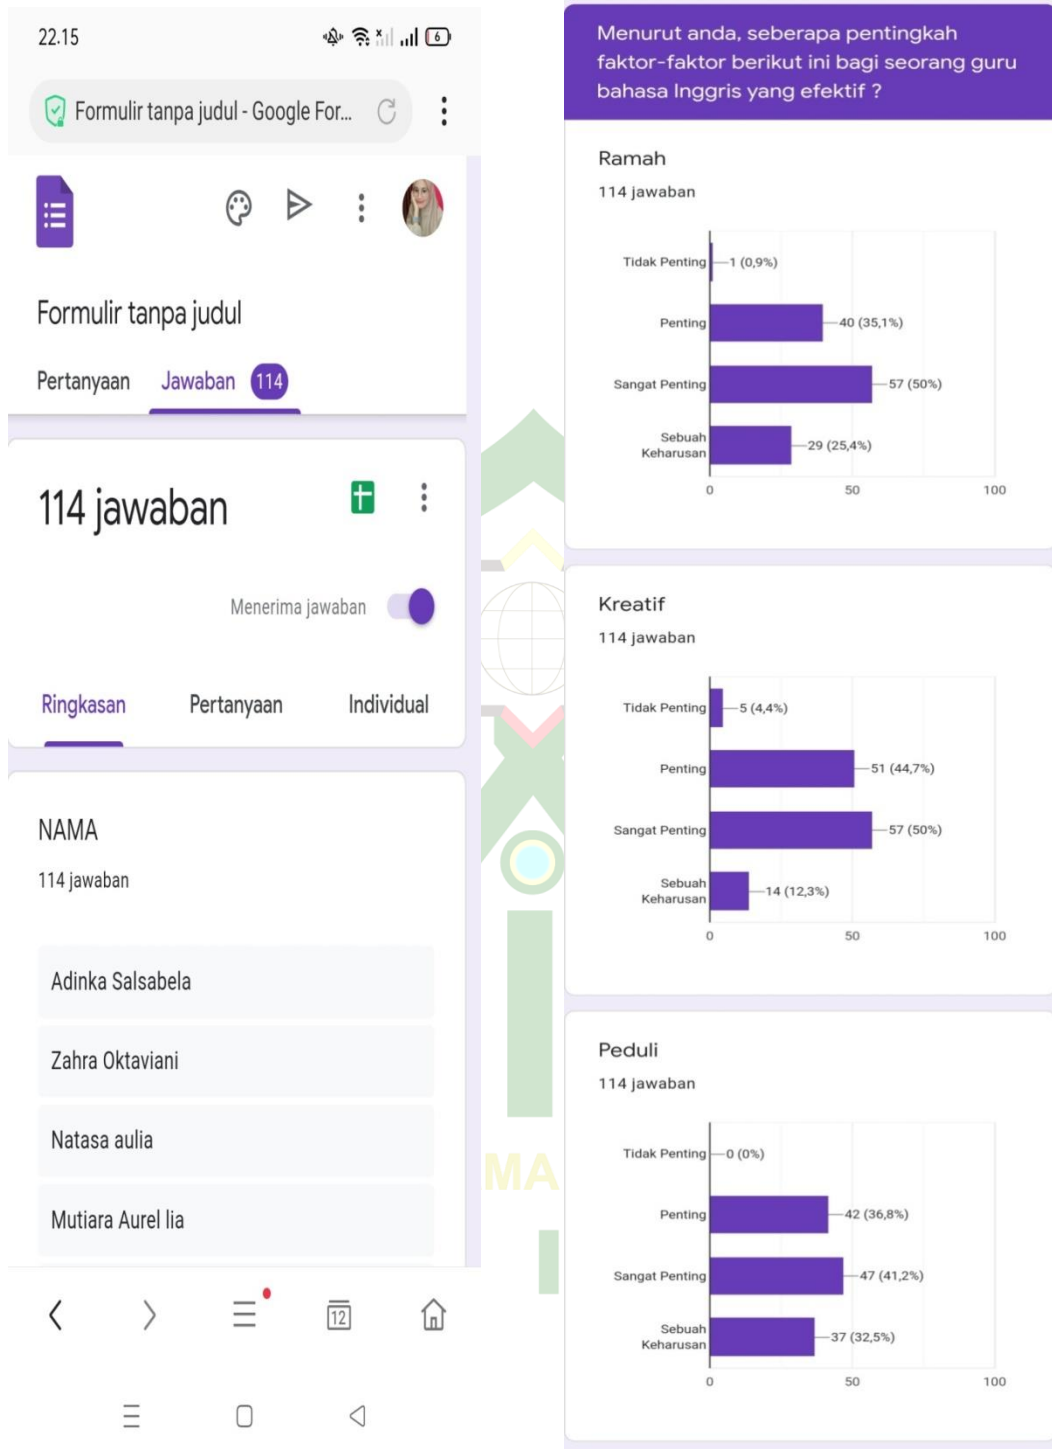 22.15
6
Formulir tanpa judul - Google For...
Formulir tanpa judul
Pertanyaan Jawaban 114
114 jawaban
Menerima jawaban
Ringkasan Pertanyaan Individual
NAMA
114 jawaban
Adinka Salsabela
Zahra Oktaviani
Natasa aulia
Mutiara Aurel lia
12
MA
Menurut anda, seberapa pentingkah
faktor-faktor berikut ini bagi seorang guru
bahasa Inggris yang efektif ?
Ramah
114 jawaban
Tidak Penting 1 (0,9%)
Penting 40 (35,1%)
Sangat Penting 57 (50%)
Sebuah
Keharusan 29 (25,4%)
0 50 100
Kreatif
114 jawaban
Tidak Penting 5 (4,4%)
Penting 51 (44,7%)
Sangat Penting 57 (50%)
Sebuah
Keharusan 14 (12,3%)
0 50 100
Peduli
114 jawaban
Tidak Penting 0 (0%)
Penting 42 (36,8%)
Sangat Penting 47 (41,2%)
Sebuah
Keharusan 37 (32,5%)
0 50 100